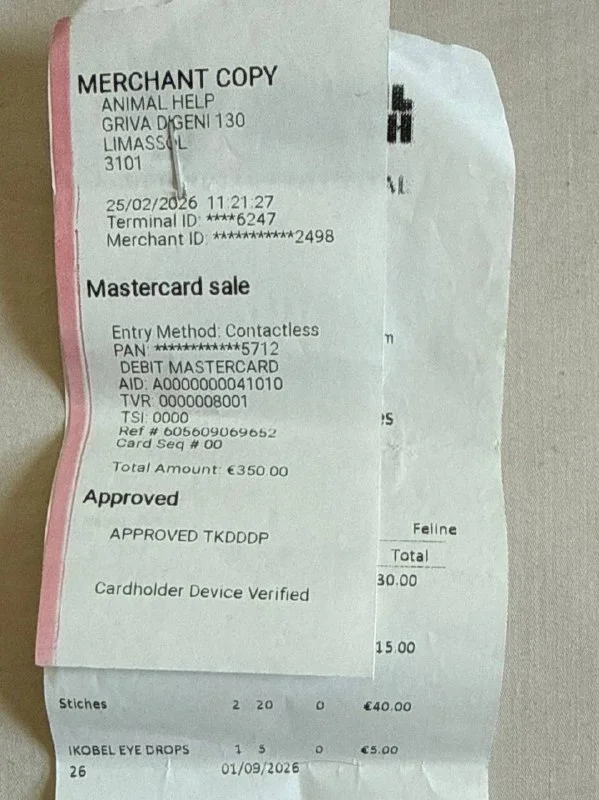 MERCHANT COPY
ANIMAL HELP
GRIVA DIGENI 130
LIMASSOL
3101
25/02/2026 11:21:27
Terminal ID: ****6247
Merchant ID: ***********2498
Mastercard sale
Entry Method: Contactless
PAN: ************5712
DEBIT MASTERCARD
AID: A0000000041010
TVR: 0000008001
TSI: 0000
Ref # 605609069652
Card Seq # 00
Total Amount: €350.00
Approved
APPROVED TKDDDP
Cardholder Device Verified
Feline
Total
30.00
15.00
Stiches 2 20 0 €40.00
IKOBEL EYE DROPS 1 5 0 €5.00
26 01/09/2026